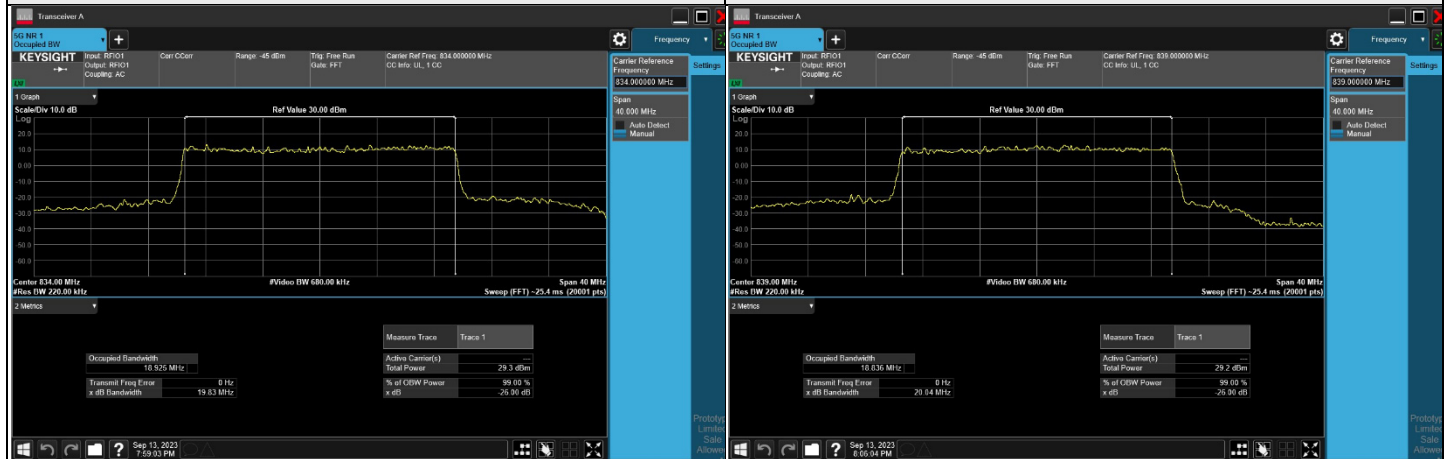 Transceiver A
5G NR 1
Occupied BW
+
Frequency
KEYSIGHT
Input: RFIO1
Output: RFIO1
Coupling: AC
Corr CCorr
Range: -45 dBm
Trig: Free Run
Gate: FFT
Carrier Ref Freq: 834.000000 MHz
CC Info: UL, 1 CC
Carrier Reference
Frequency
834.000000 MHz
Settings
Span
40.000 MHz
Auto Detect
Manual
1 Graph
Scale/Div 10.0 dB
Ref Value 30.00 dBm
Log
20.0
10.0
0.00
-10.0
-20.0
-30.0
-40.0
-50.0
-60.0
Center 834.00 MHz
#Video BW 680.00 kHz
Span 40 MHz
#Res BW 220.00 kHz
Sweep (FFT) ~25.4 ms (20001 pts)
2 Metrics
Measure Trace
Trace 1
Occupied Bandwidth
18.925 MHz
Active Carrier(s)
---
Total Power
29.3 dBm
Transmit Freq Error
0 Hz
x dB Bandwidth
19.83 MHz
% of OBW Power
99.00 %
x dB
-26.00 dB
Sep 13, 2023
7:59:03 PM
?
Transceiver A
5G NR 1
Occupied BW
+
Frequency
KEYSIGHT
Input: RFIO1
Output: RFIO1
Coupling: AC
Corr CCorr
Range: -45 dBm
Trig: Free Run
Gate: FFT
Carrier Ref Freq: 839.000000 MHz
CC Info: UL, 1 CC
Carrier Reference
Frequency
839.000000 MHz
Settings
Span
40.000 MHz
Auto Detect
Manual
1 Graph
Scale/Div 10.0 dB
Ref Value 30.00 dBm
Log
20.0
10.0
0.00
-10.0
-20.0
-30.0
-40.0
-50.0
-60.0
Center 839.00 MHz
#Video BW 680.00 kHz
Span 40 MHz
#Res BW 220.00 kHz
Sweep (FFT) ~25.4 ms (20001 pts)
2 Metrics
Measure Trace
Trace 1
Occupied Bandwidth
18.836 MHz
Active Carrier(s)
---
Total Power
29.2 dBm
Transmit Freq Error
0 Hz
x dB Bandwidth
20.04 MHz
% of OBW Power
99.00 %
x dB
-26.00 dB
Sep 13, 2023
8:06:04 PM
?
Sale